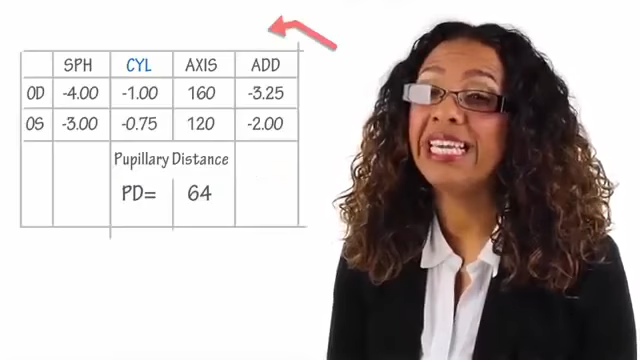 SPH CYL AXIS ADD
OD -4.00 -1.00 160 -3.25
OS -3.00 -0.75 120 -2.00
Pupillary Distance
PD= 64